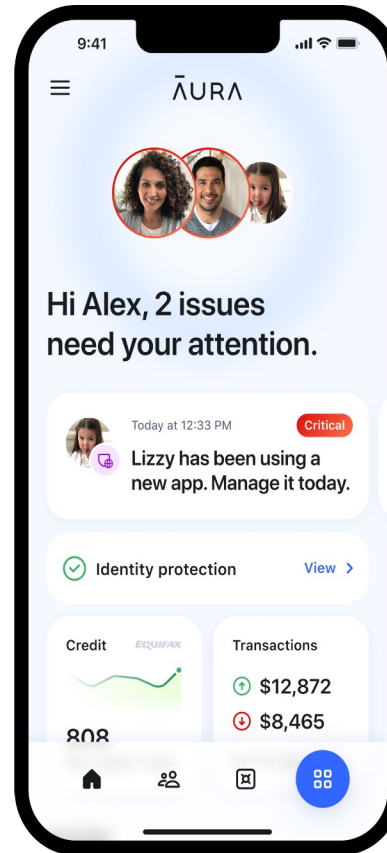 9:41
ĀURA
Hi Alex, 2 issues
need your attention.
Today at 12:33 PM
Critical
Lizzy has been using a
new app. Manage it today.
Identity protection
View
Credit
EQUIFAX
808
Transactions
$12,872
$8,465